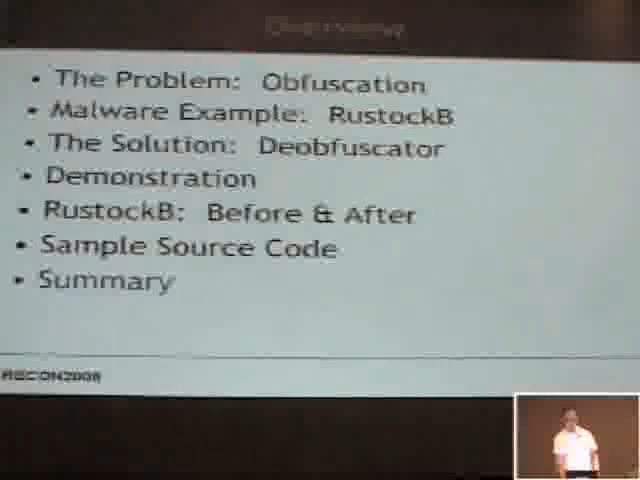 Overview
• The Problem: Obfuscation
• Malware Example: RustockB
• The Solution: Deobfuscator
• Demonstration
• RustockB: Before & After
• Sample Source Code
• Summary
RECON2008